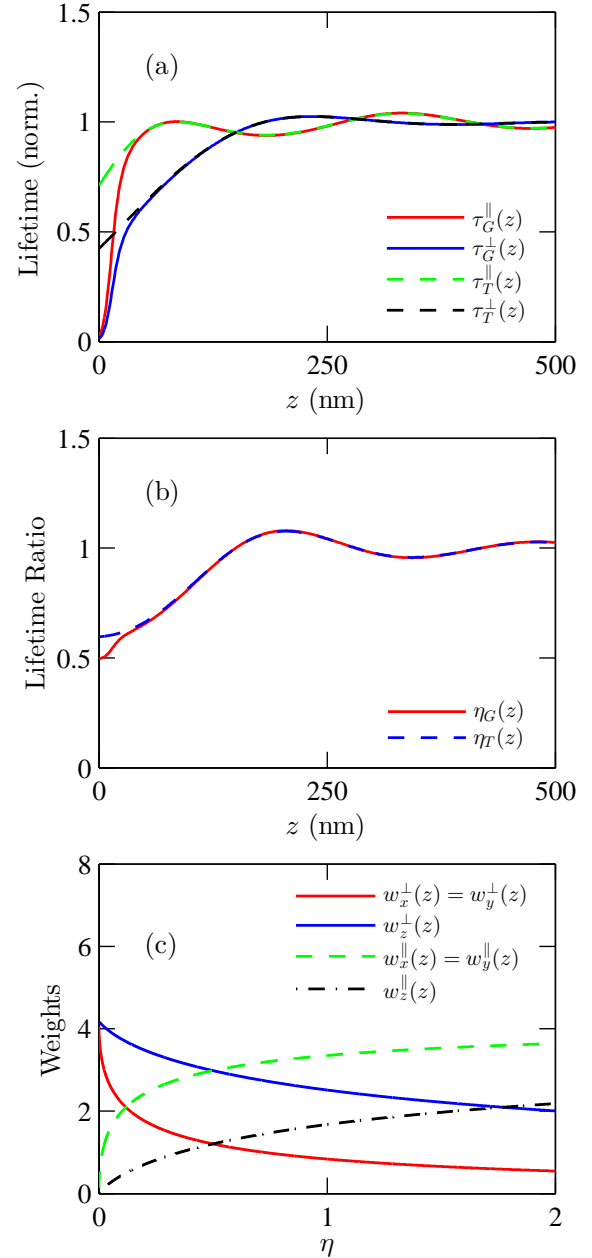 1.5
(a)
1
0.5
0
Lifetime (norm.)
τ_G^∥(z)
τ_G^⊥(z)
τ_T^∥(z)
τ_T^⊥(z)
0 250 500
z (nm)
1.5
(b)
1
0.5
0
Lifetime Ratio
η_G(z)
η_T(z)
0 250 500
z (nm)
8
6
4
2
0
Weights
w_x^⊥(z) = w_y^⊥(z)
w_z^⊥(z)
(c)
w_x^∥(z) = w_y^∥(z)
w_z^∥(z)
0 1 2
η